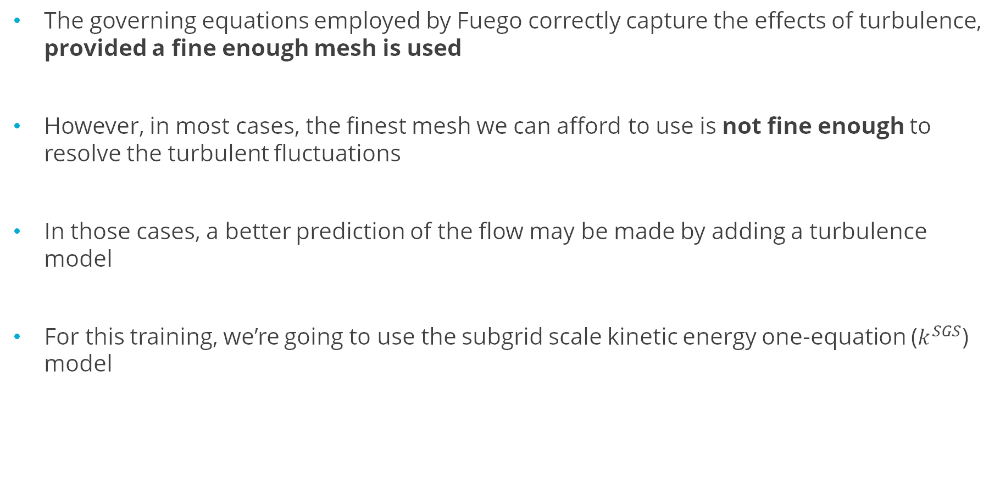 • The governing equations employed by Fuego correctly capture the effects of turbulence,
provided a fine enough mesh is used
• However, in most cases, the finest mesh we can afford to use is not fine enough to
resolve the turbulent fluctuations
• In those cases, a better prediction of the flow may be made by adding a turbulence
model
• For this training, we’re going to use the subgrid scale kinetic energy one-equation (k^SGS)
model